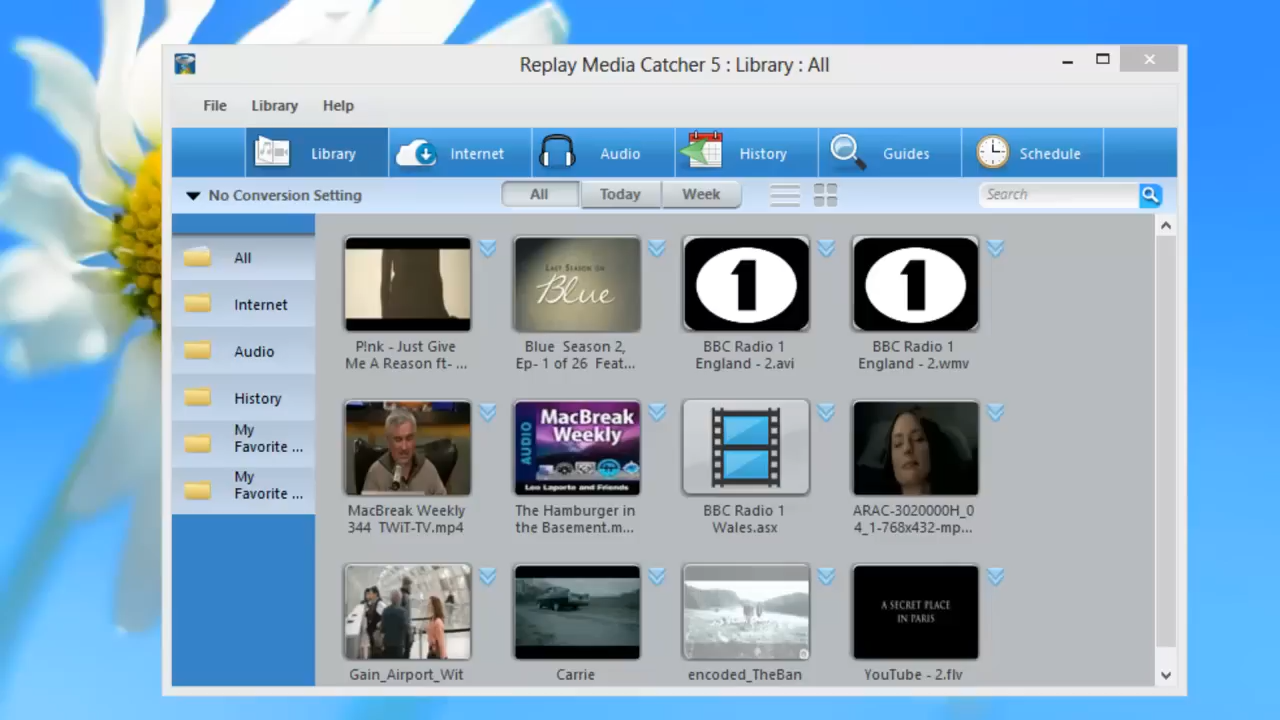 Replay Media Catcher 5 : Library : All
File Library Help
Library Internet Audio History Guides Schedule
No Conversion Setting All Today Week Search
All
Internet
Audio
History
My
Favorite ...
My
Favorite ...
LAST SEASON ON
Blue
1
1
P!nk - Just Give
Me A Reason ft- ...
Blue Season 2,
Ep- 1 of 26 Feat...
BBC Radio 1
England - 2.avi
BBC Radio 1
England - 2.wmv
AUDIO
MacBreak
Weekly
Leo Laporte and Friends
MacBreak Weekly
344 TWiT-TV.mp4
The Hamburger in
the Basement.m...
BBC Radio 1
Wales.asx
ARAC-3020000H_0
4_1-768x432-mp...
A SECRET PLACE
IN PARIS
Gain_Airport_Wit
Carrie
encoded_TheBan
YouTube - 2.flv